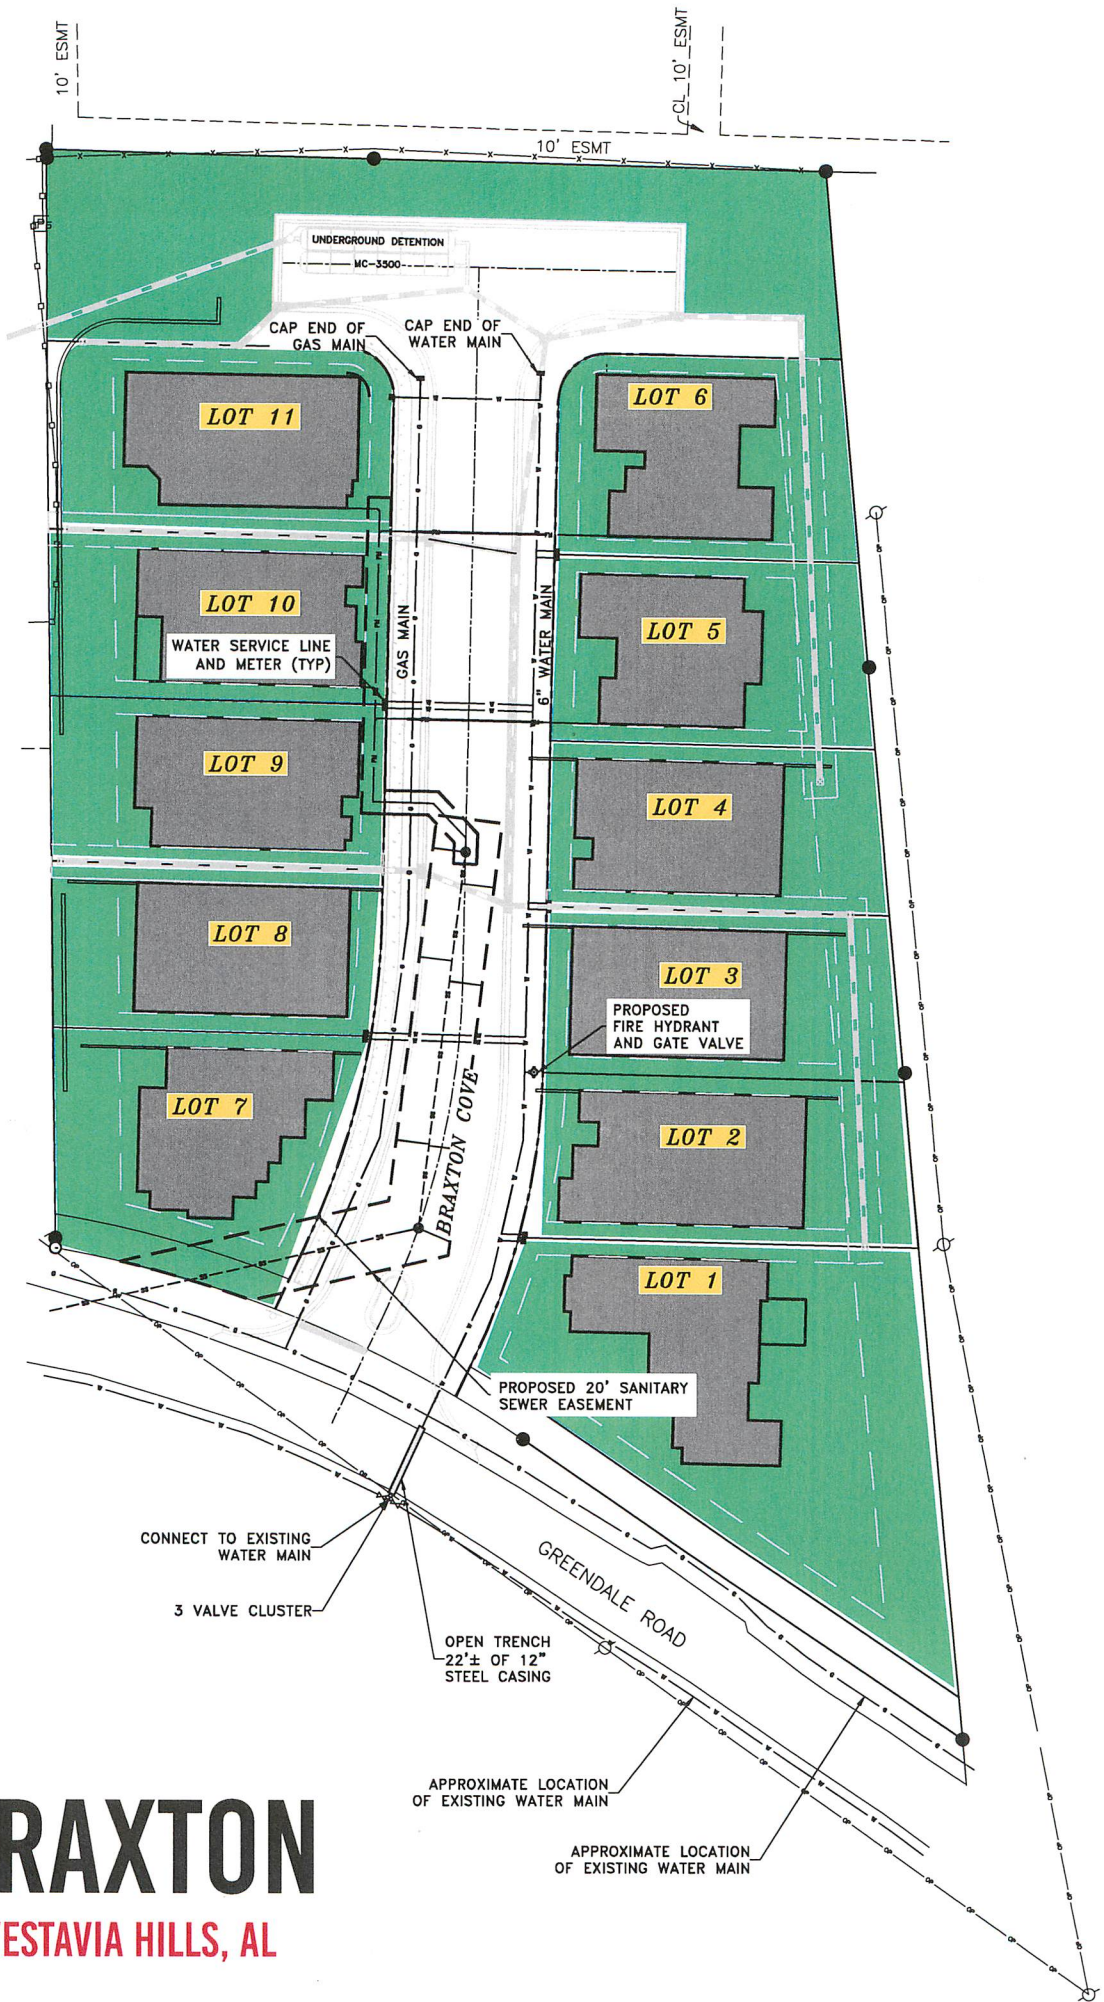 10' ESMT
CL 10' ESMT
10' ESMT
UNDERGROUND DETENTION
MC-3500
CAP END OF
GAS MAIN
CAP END OF
WATER MAIN
LOT 11
LOT 6
LOT 10
LOT 5
WATER SERVICE LINE
AND METER (TYP)
GAS MAIN
6" WATER MAIN
LOT 9
LOT 4
LOT 8
LOT 3
PROPOSED
FIRE HYDRANT
AND GATE VALVE
LOT 7
LOT 2
BRAXTON COVE
LOT 1
PROPOSED 20' SANITARY
SEWER EASEMENT
CONNECT TO EXISTING
WATER MAIN
3 VALVE CLUSTER
OPEN TRENCH
22'± OF 12"
STEEL CASING
GREENDALE ROAD
APPROXIMATE LOCATION
OF EXISTING WATER MAIN
APPROXIMATE LOCATION
OF EXISTING WATER MAIN
RAXTON
ESTAVIA HILLS, AL